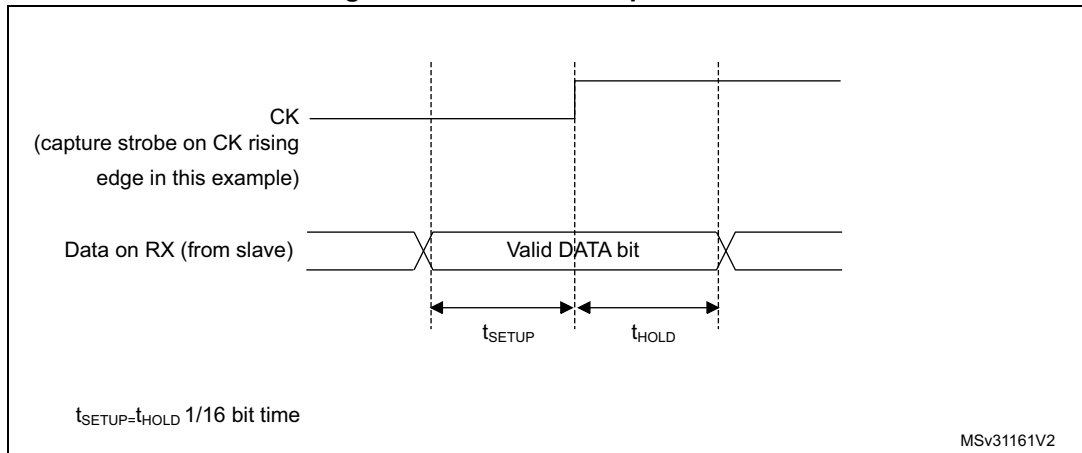 CK
(capture strobe on CK rising
edge in this example)
Data on RX (from slave)
Valid DATA bit
tSETUP
tHOLD
tSETUP=tHOLD 1/16 bit time
MSv31161V2